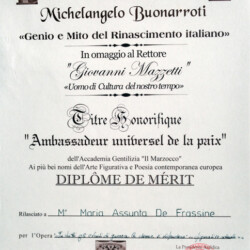 Michelangelo Buonarroti
«Genio e Mito del Rinascimento italiano»
In omaggio al Rettore
"Giovanni Mazzetti"
«Uomo di Cultura del nostro tempo»
Titre Honorifique
"Ambassadeur universel de la paix"
dell'Accademia Gentilizia "Il Marzocco"
Ai più bei nomi dell'Arte Figurativa e Poesia contemporanea europea
DIPLÔME DE MÉRIT
Rilasciato a Mº Maria Assunta De Frassine
per l'Opera